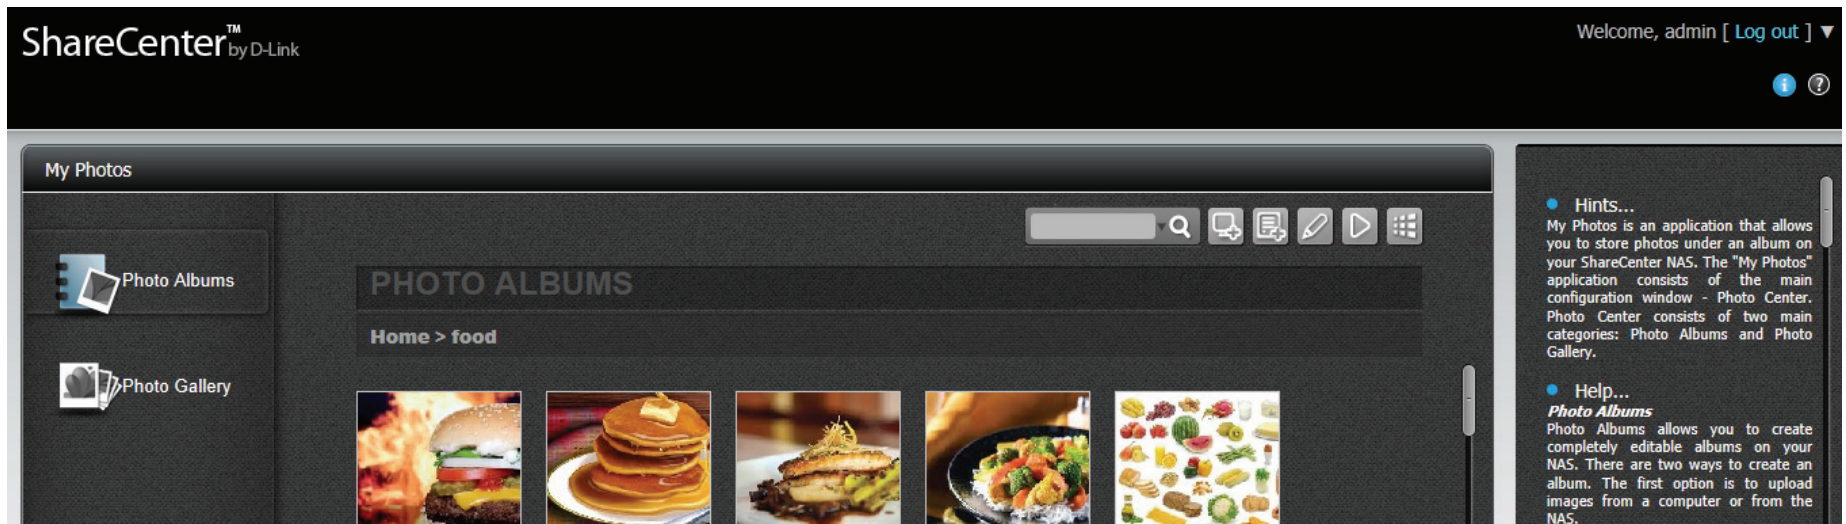 ShareCenter™ by D-Link
Welcome, admin [ Log out ] ▼
My Photos
Photo Albums
Photo Gallery
PHOTO ALBUMS
Home > food
Hints...
My Photos is an application that allows
you to store photos under an album on
your ShareCenter NAS. The "My Photos"
application consists of the main
configuration window - Photo Center.
Photo Center consists of two main
categories: Photo Albums and Photo
Gallery.
Help...
Photo Albums
Photo Albums allows you to create
completely editable albums on your
NAS. There are two ways to create an
album. The first option is to upload
images from a computer or from the
NAS.